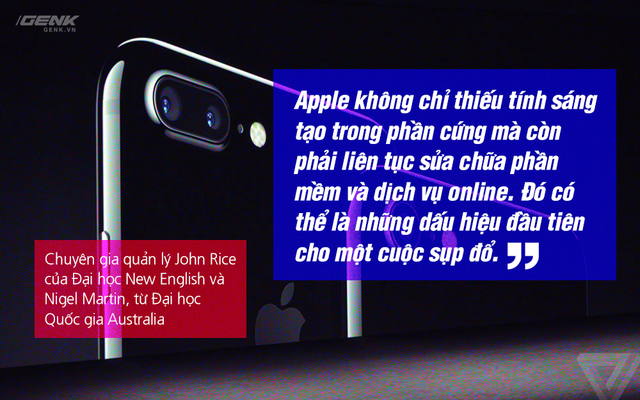 GENK
GENK.VN
Apple không chỉ thiếu tính sáng
tạo trong phần cứng mà còn
phải liên tục sửa chữa phần
mềm và dịch vụ online. Đó có
thể là những dấu hiệu đầu tiên
cho một cuộc sụp đổ.”
Chuyên gia quản lý John Rice
của Đại học New English và
Nigel Martin, từ Đại học
Quốc gia Australia